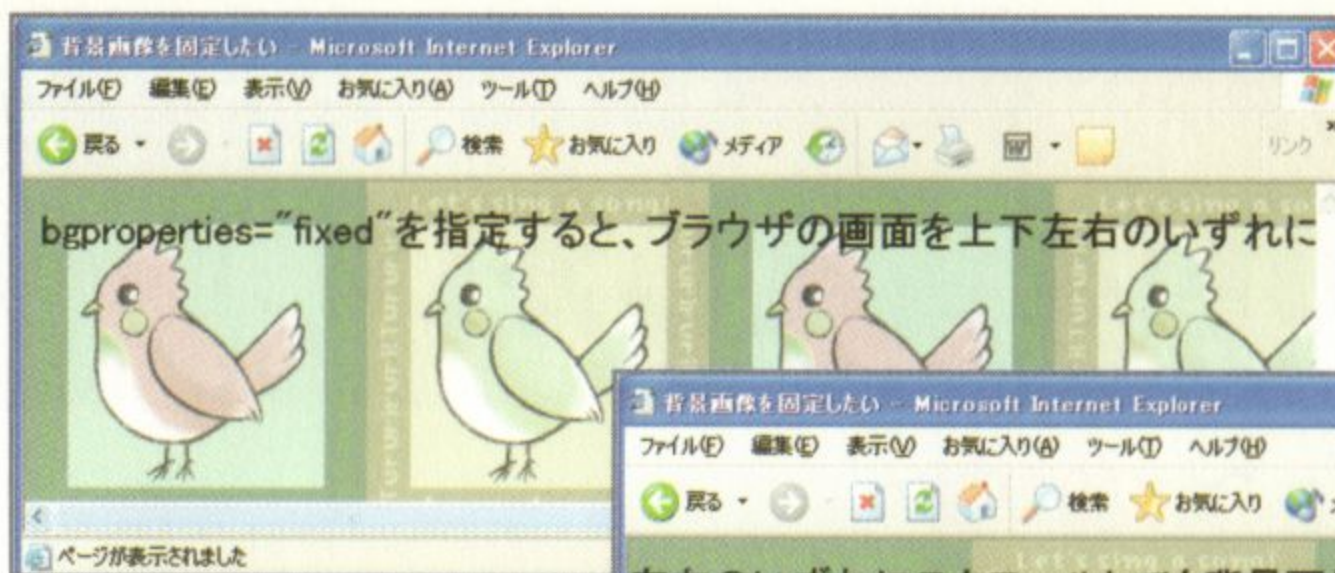 背景画像を固定したい - Microsoft Internet Explorer
ファイル(F) 編集(E) 表示(V) お気に入り(A) ツール(T) ヘルプ(H)
戻る 検索 お気に入り メディア リンク
Let's sing a song!
bgproperties="fixed"を指定すると、ブラウザの画面を上下左右のいずれに
ページが表示されました
背景画像を固定したい - Microsoft Internet Explorer
ファイル(F) 編集(E) 表示(V) お気に入り(A) ツール(T) ヘルプ(H)
戻る 検索 お気に入り
Let's sing a song!